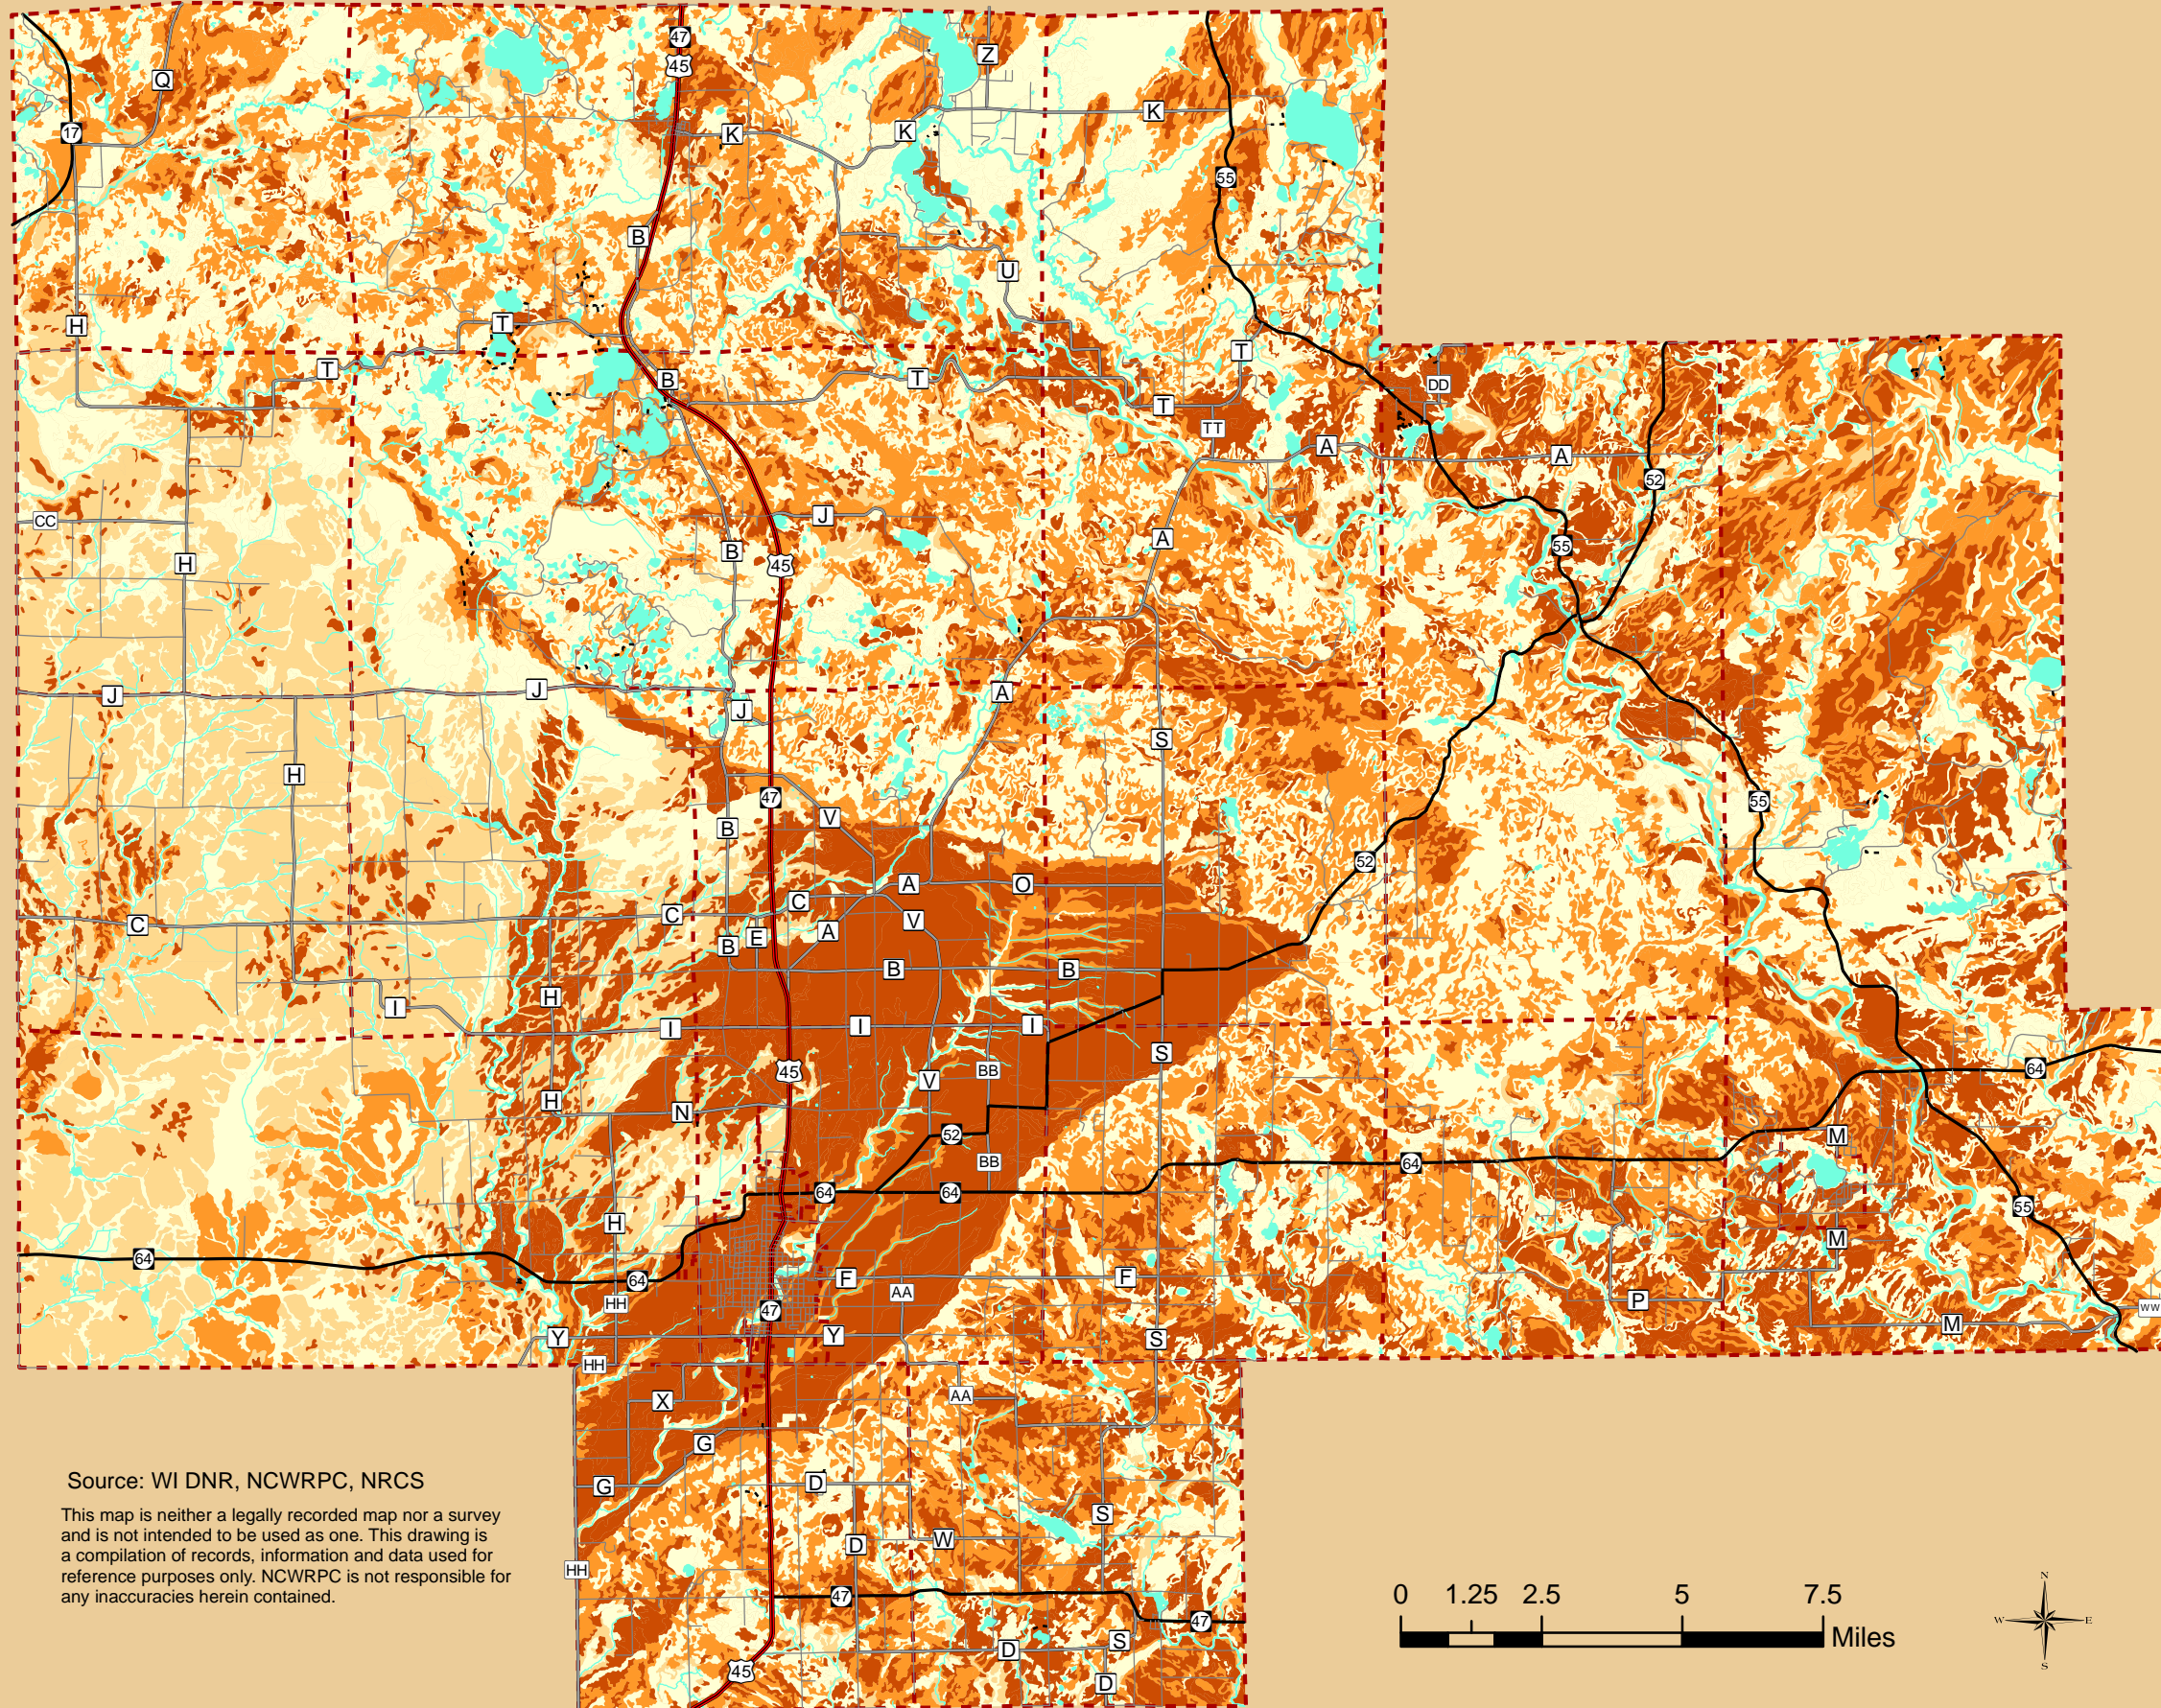 47
Z
45
Q
K
17
K
K
55
B
U
H
T
T
T
B
T
DD
T
TT
A
A
52
CC
J
A
55
B
H
45
J
J
A
J
S
H
47
55
V
B
52
A
O
C
C
C
V
A
E
B
B
B
H
I
I
I
I
S
45
64
BB
V
H
N
52
M
BB
64
64
64
55
H
M
64
F
F
64
AA
P
HH
WW
47
M
Y
Y
S
HH
AA
X
G
D
G
S
W
D
HH
47
47
S
D
45
D
Source: WI DNR, NCWRPC, NRCS
This map is neither a legally recorded map nor a survey
and is not intended to be used as one. This drawing is
a compilation of records, information and data used for
reference purposes only. NCWRPC is not responsible for
any inaccuracies herein contained.
0 1.25 2.5 5 7.5
Miles
N
W E
S